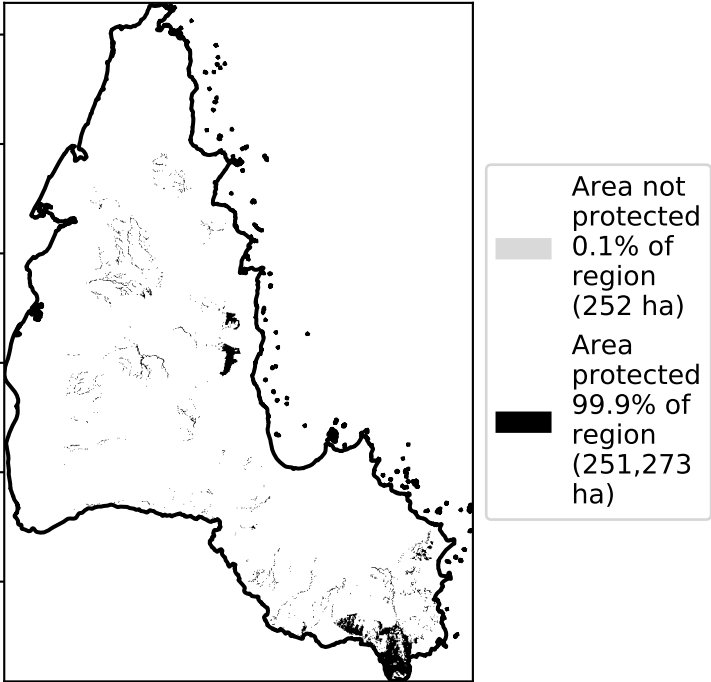 Area not
protected
0.1% of
region
(252 ha)
Area
protected
99.9% of
region
(251,273
ha)